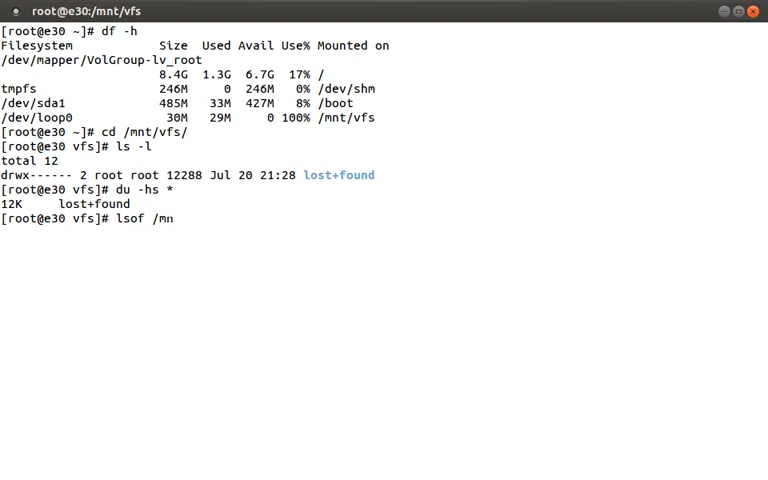 root@e30:/mnt/vfs
[root@e30 ~]# df -h
Filesystem            Size  Used Avail Use% Mounted on
/dev/mapper/VolGroup-lv_root
                      8.4G  1.3G  6.7G  17% /
tmpfs                 246M     0  246M   0% /dev/shm
/dev/sda1             485M   33M  427M   8% /boot
/dev/loop0             30M   29M     0 100% /mnt/vfs
[root@e30 ~]# cd /mnt/vfs/
[root@e30 vfs]# ls -l
total 12
drwx------ 2 root root 12288 Jul 20 21:28 lost+found
[root@e30 vfs]# du -hs *
12K     lost+found
[root@e30 vfs]# lsof /mn